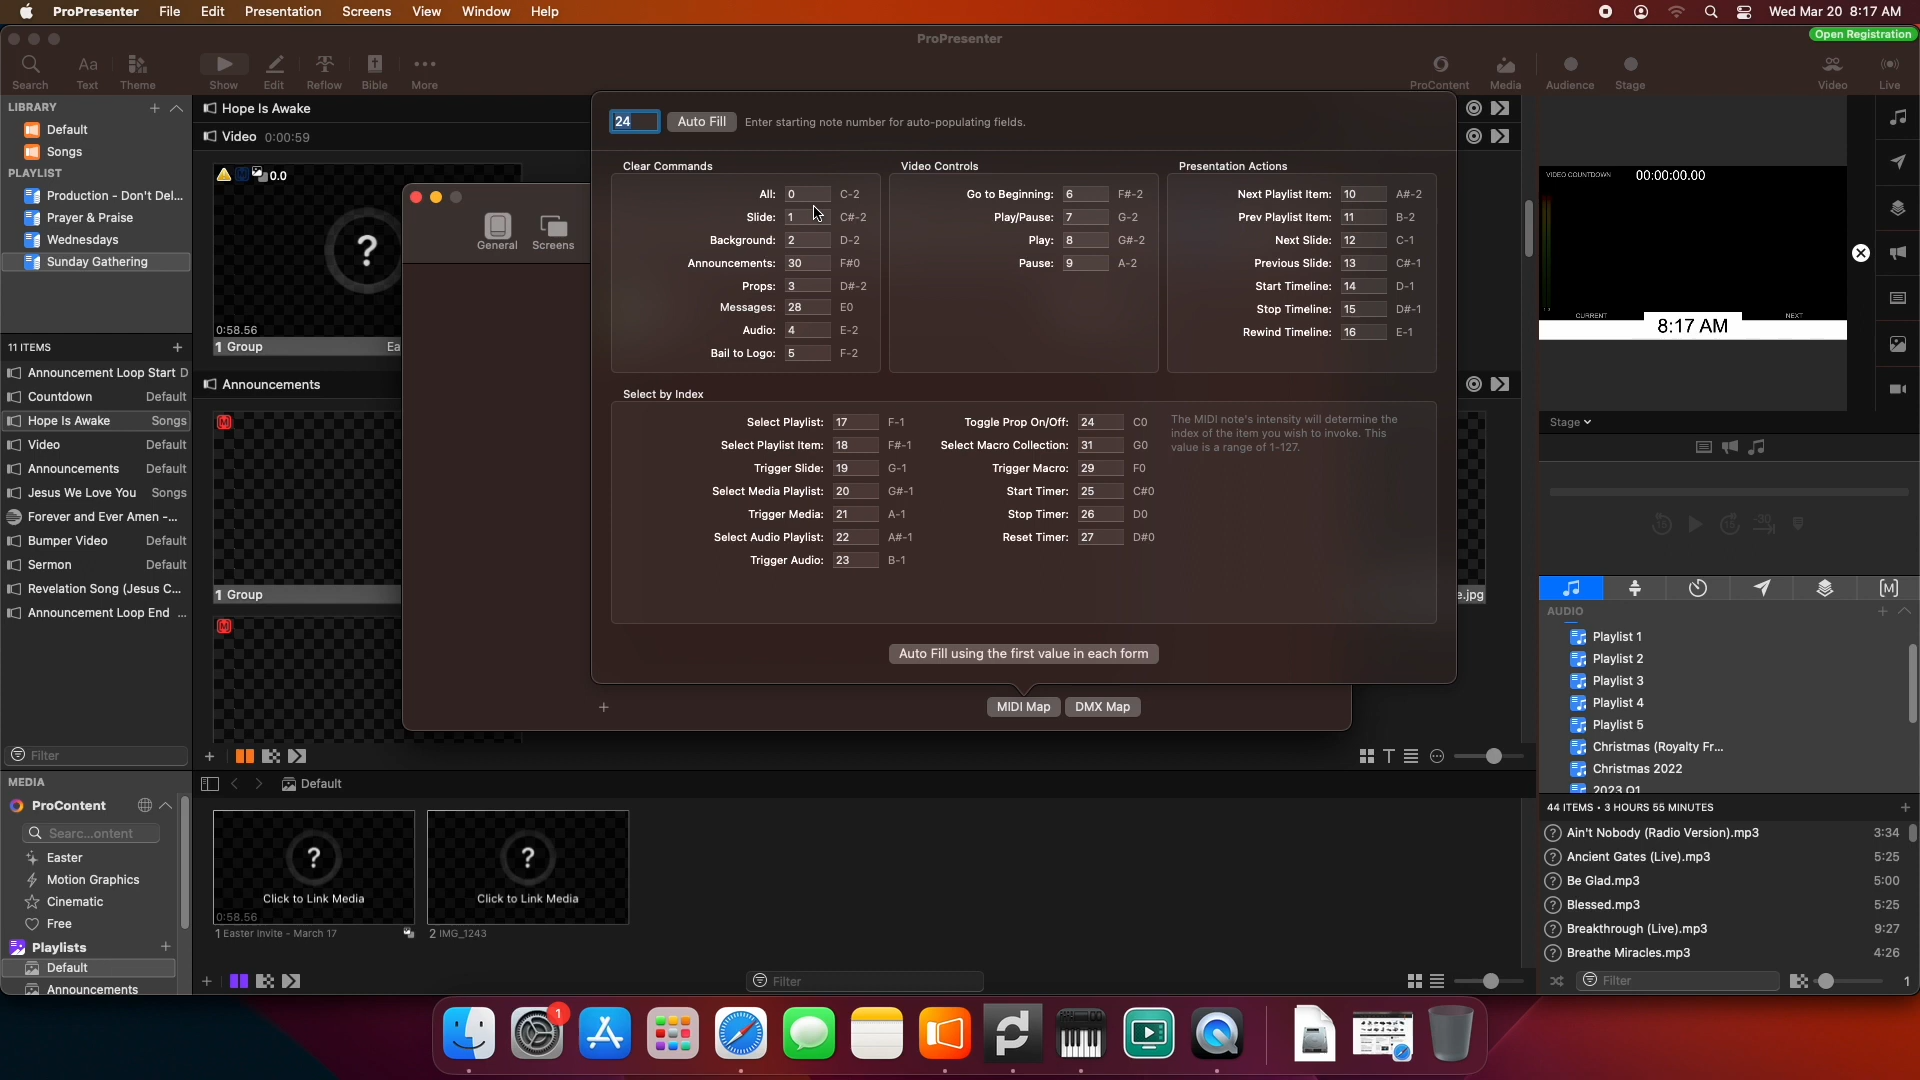 ProPresenter File Edit Presentation Screens View Window Help Wed Mar 20 8:17 AM
ProPresenter
Open Registration
Search Text Theme Show Edit Reflow Bible More ProContent Media Audience Stage Video Live
LIBRARY
Default
Songs
PLAYLIST
Production - Don't Del...
Prayer & Praise
Wednesdays
Sunday Gathering
11 ITEMS
Announcement Loop Start D
Countdown Default
Hope Is Awake Songs
Video Default
Announcements Default
Jesus We Love You Songs
Forever and Ever Amen -...
Bumper Video Default
Sermon Default
Revelation Song (Jesus C...
Announcement Loop End ...
Filter
MEDIA
ProContent
Searc...ontent
Easter
Motion Graphics
Cinematic
Free
Playlists
Default
Announcements
Hope Is Awake
Video 0:00:59
0.0
?
0:58.56
1 Group Ea
Announcements
M
1 Group
M
e.jpg
General Screens
24 Auto Fill Enter starting note number for auto-populating fields.
Clear Commands
All: 0 C-2
Slide: 1 C#-2
Background: 2 D-2
Announcements: 30 F#0
Props: 3 D#-2
Messages: 28 E0
Audio: 4 E-2
Bail to Logo: 5 F-2
Video Controls
Go to Beginning: 6 F#-2
Play/Pause: 7 G-2
Play: 8 G#-2
Pause: 9 A-2
Presentation Actions
Next Playlist Item: 10 A#-2
Prev Playlist Item: 11 B-2
Next Slide: 12 C-1
Previous Slide: 13 C#-1
Start Timeline: 14 D-1
Stop Timeline: 15 D#-1
Rewind Timeline: 16 E-1
Select by Index
Select Playlist: 17 F-1
Select Playlist Item: 18 F#-1
Trigger Slide: 19 G-1
Select Media Playlist: 20 G#-1
Trigger Media: 21 A-1
Select Audio Playlist: 22 A#-1
Trigger Audio: 23 B-1
Toggle Prop On/Off: 24 C0
Select Macro Collection: 31 G0
Trigger Macro: 29 F0
Start Timer: 25 C#0
Stop Timer: 26 D0
Reset Timer: 27 D#0
The MIDI note's intensity will determine the
index of the item you wish to invoke. This
value is a range of 1-127.
Auto Fill using the first value in each form
MIDI Map DMX Map
Default
?
Click to Link Media
0:58.56
1 Easter Invite - March 17
?
Click to Link Media
2 IMG_1243
Filter
VIDEO COUNTDOWN 00:00:00.00
CURRENT NEXT
8:17 AM
Stage
15 15 -30
[M]
AUDIO
Playlist 1
Playlist 2
Playlist 3
Playlist 4
Playlist 5
Christmas (Royalty Fr...
Christmas 2022
2023 Q1
44 ITEMS • 3 HOURS 55 MINUTES
Ain't Nobody (Radio Version).mp3 3:34
Ancient Gates (Live).mp3 5:25
Be Glad.mp3 5:00
Blessed.mp3 5:25
Breakthrough (Live).mp3 9:27
Breathe Miracles.mp3 4:26
Filter 1
1